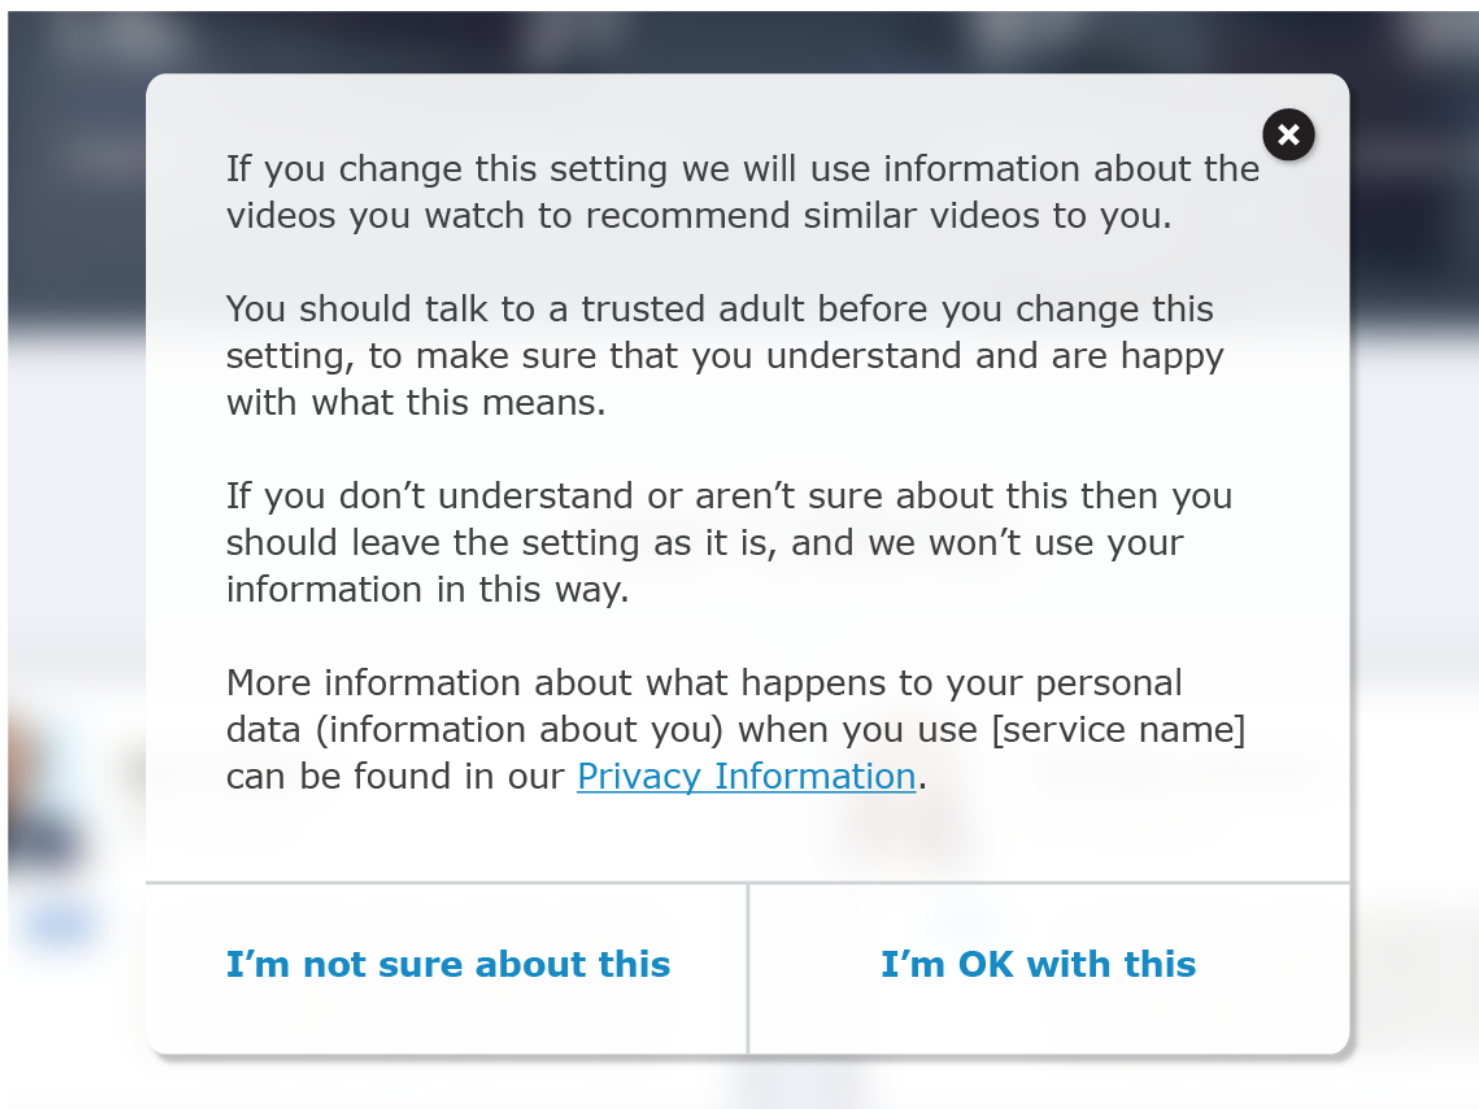 If you change this setting we will use information about the
videos you watch to recommend similar videos to you.
You should talk to a trusted adult before you change this
setting, to make sure that you understand and are happy
with what this means.
If you don’t understand or aren’t sure about this then you
should leave the setting as it is, and we won’t use your
information in this way.
More information about what happens to your personal
data (information about you) when you use [service name]
can be found in our Privacy Information.
I’m not sure about this
I’m OK with this